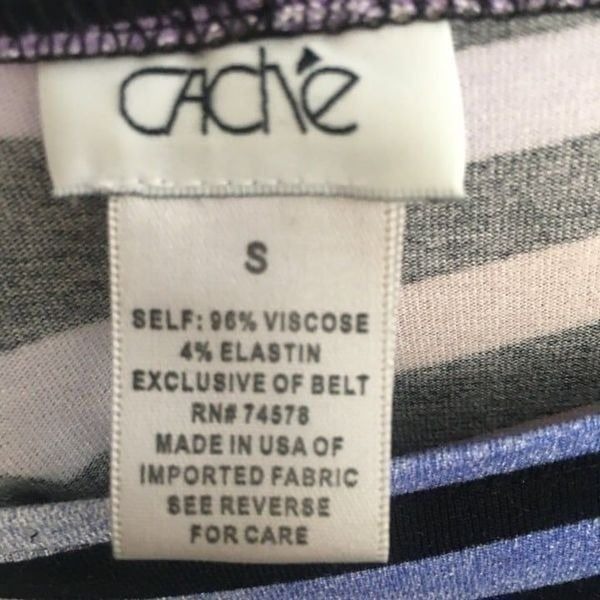 CACHé
S
SELF: 96% VISCOSE
4% ELASTIN
EXCLUSIVE OF BELT
RN# 74578
MADE IN USA OF
IMPORTED FABRIC
SEE REVERSE
FOR CARE